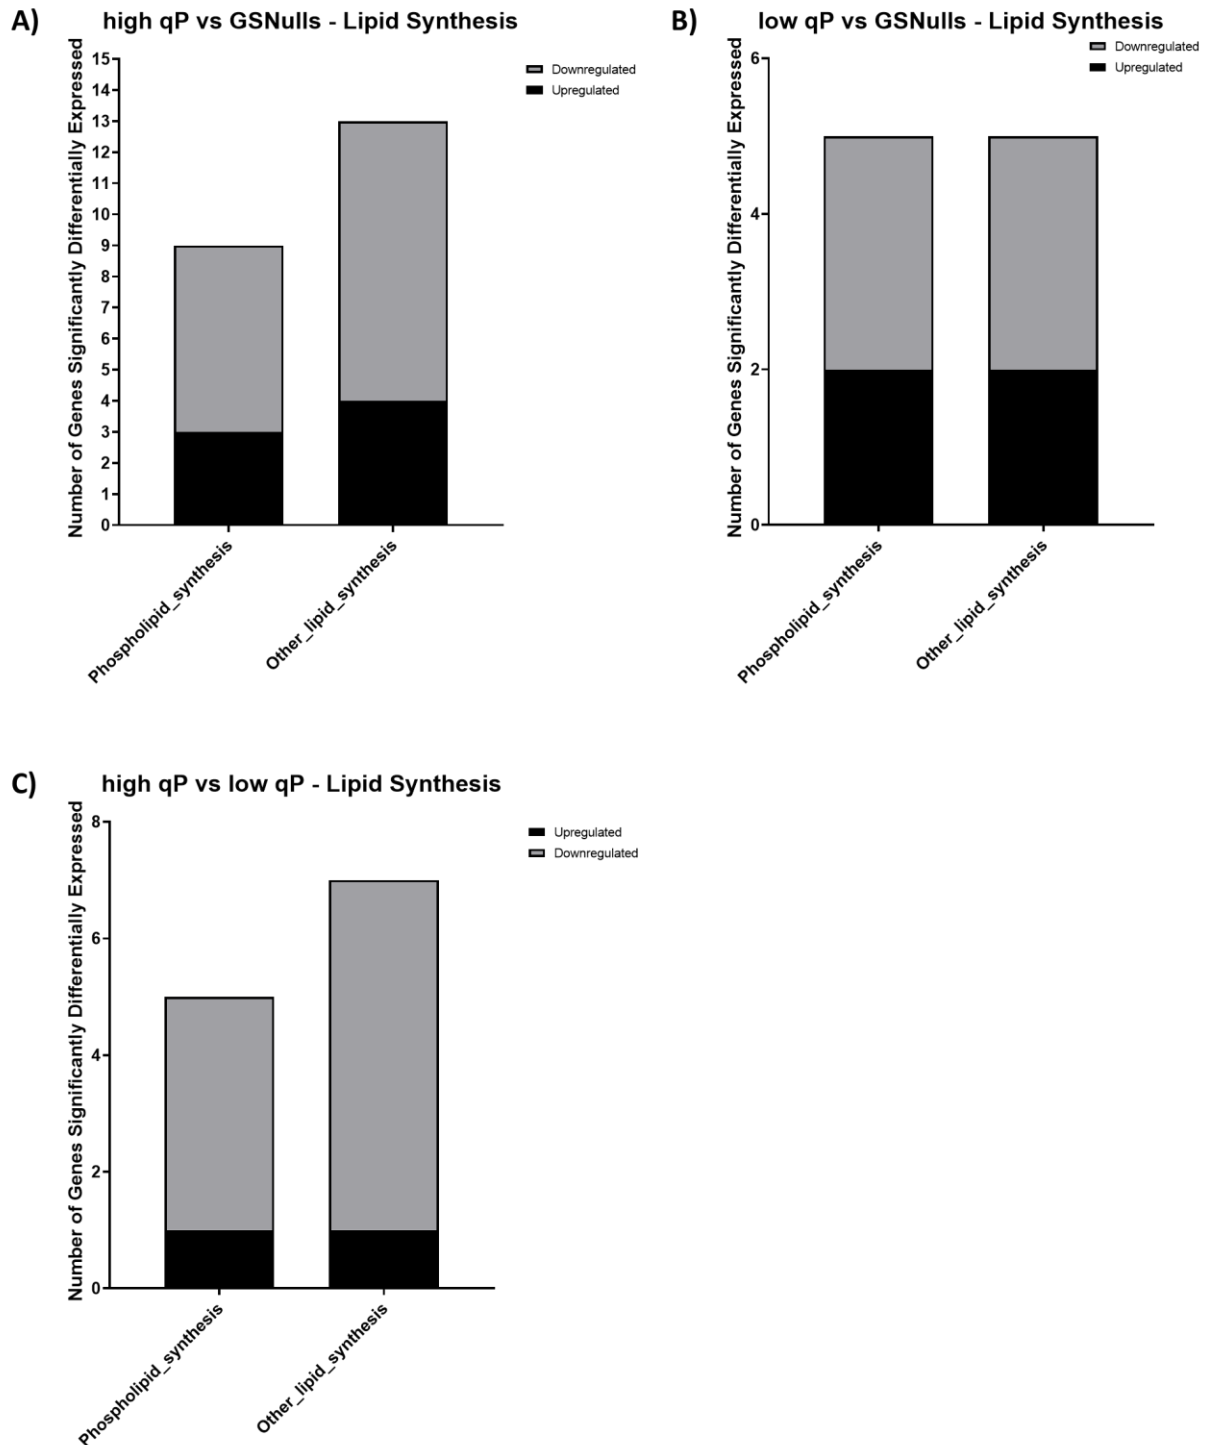 A)
high qP vs GSNulls - Lipid Synthesis
Number of Genes Significantly Differentially Expressed
15
14
13
12
11
10
9
8
7
6
5
4
3
2
1
0
Downregulated
Upregulated
Phospholipid_synthesis
Other_lipid_synthesis
B)
low qP vs GSNulls - Lipid Synthesis
Number of Genes Significantly Differentially Expressed
6
4
2
0
Downregulated
Upregulated
Phospholipid_synthesis
Other_lipid_synthesis
C)
high qP vs low qP - Lipid Synthesis
Number of Genes Significantly Differentially Expressed
8
6
4
2
0
Upregulated
Downregulated
Phospholipid_synthesis
Other_lipid_synthesis